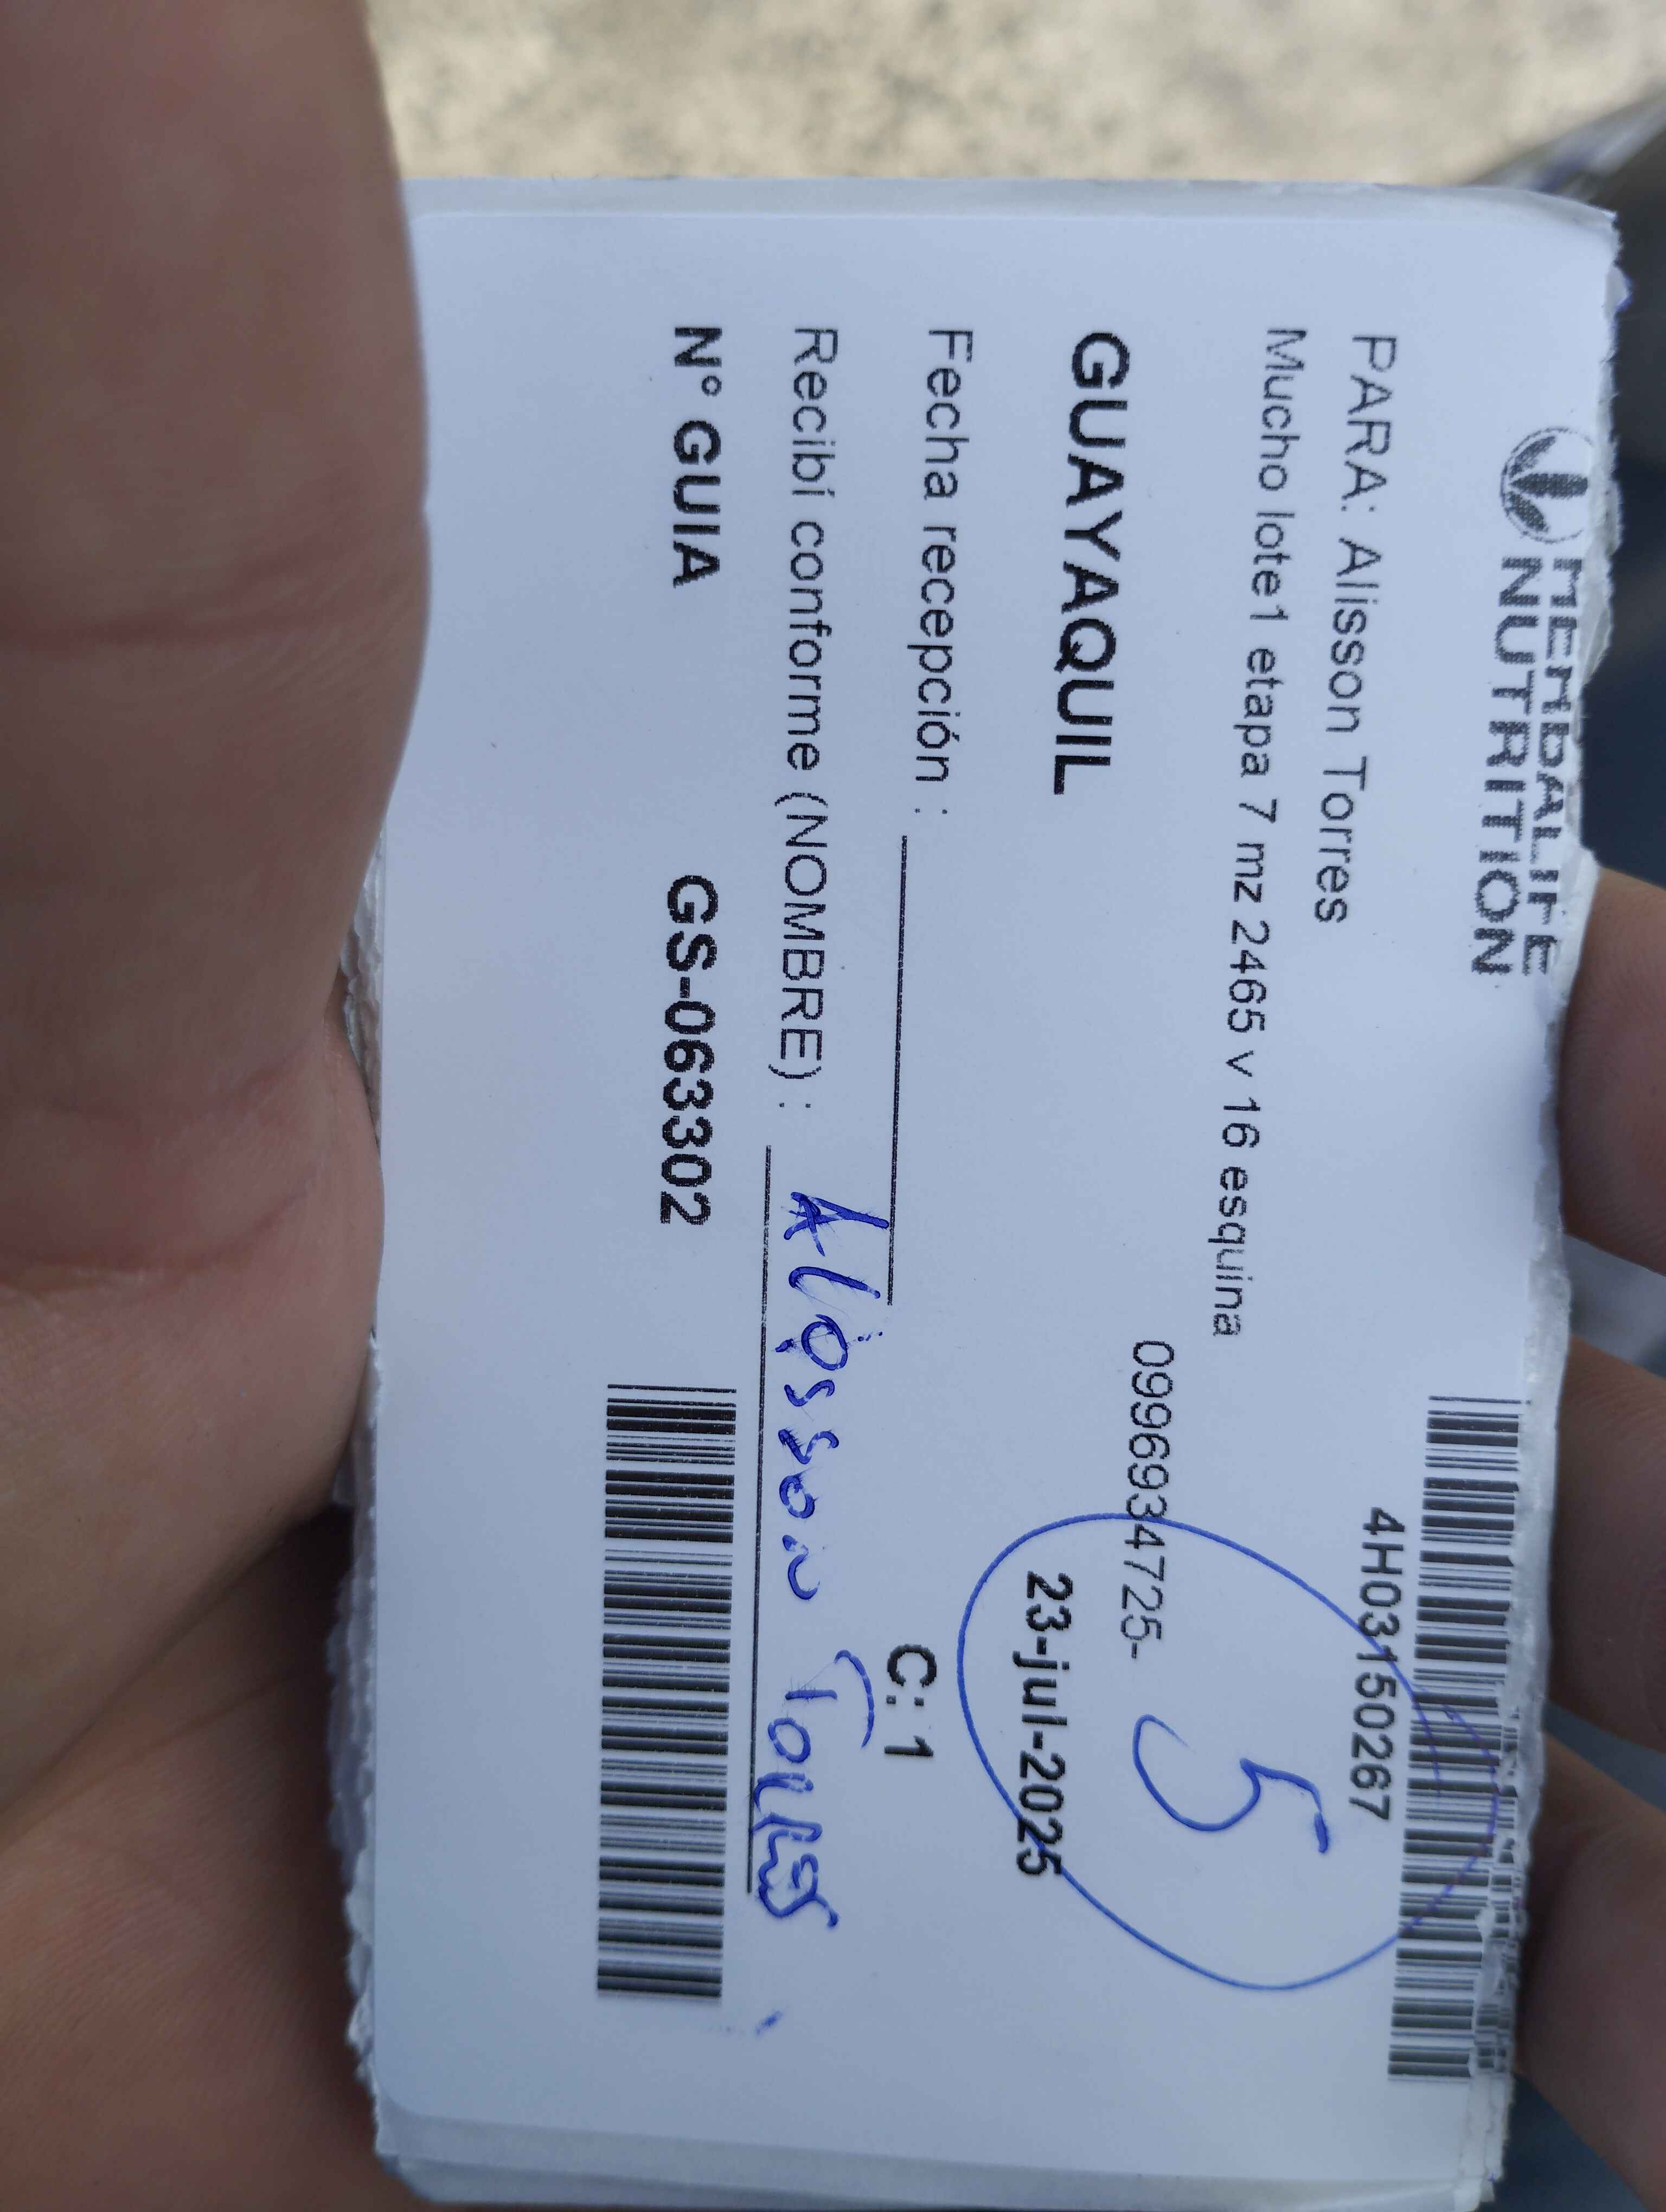 HERBALIFE
NUTRITION
4H03150267
PARA: Alisson Torres
Mucho lote1 etapa 7 mz 2465 v 16 esquina
5
0996934725-
GUAYAQUIL
23-jul-2025
Fecha recepción :
C: 1
Recibí conforme (NOMBRE) : Alisson Torres
N° GUIA GS-063302